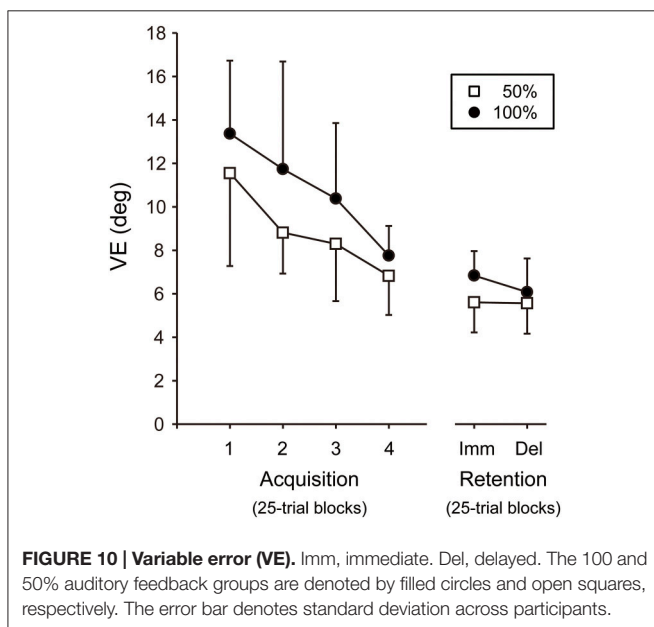 18
16
14
12
10
8
6
4
2
0
VE (deg)
50%
100%
1 2 3 4 Imm Del
Acquisition Retention
(25-trial blocks) (25-trial blocks)
FIGURE 10 | Variable error (VE). Imm, immediate. Del, delayed. The 100 and
50% auditory feedback groups are denoted by filled circles and open squares,
respectively. The error bar denotes standard deviation across participants.